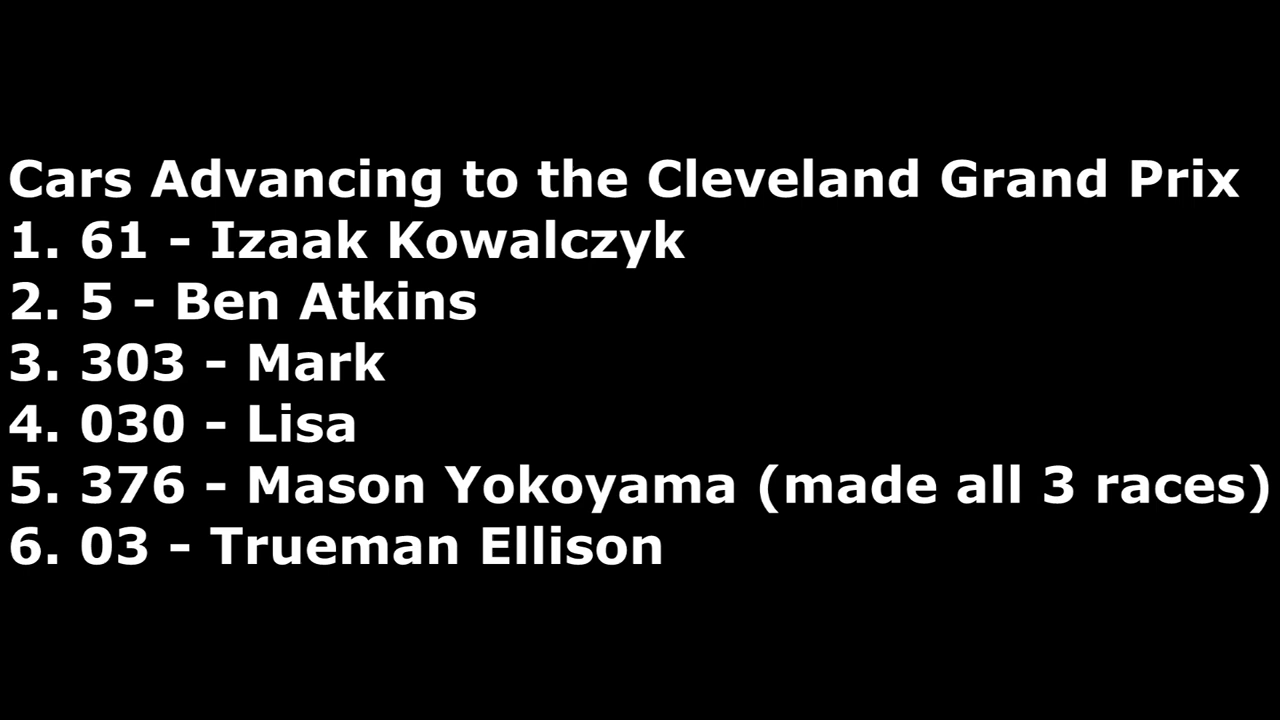 Cars Advancing to the Cleveland Grand Prix
1. 61 - Izaak Kowalczyk
2. 5 - Ben Atkins
3. 303 - Mark
4. 030 - Lisa
5. 376 - Mason Yokoyama (made all 3 races)
6. 03 - Trueman Ellison